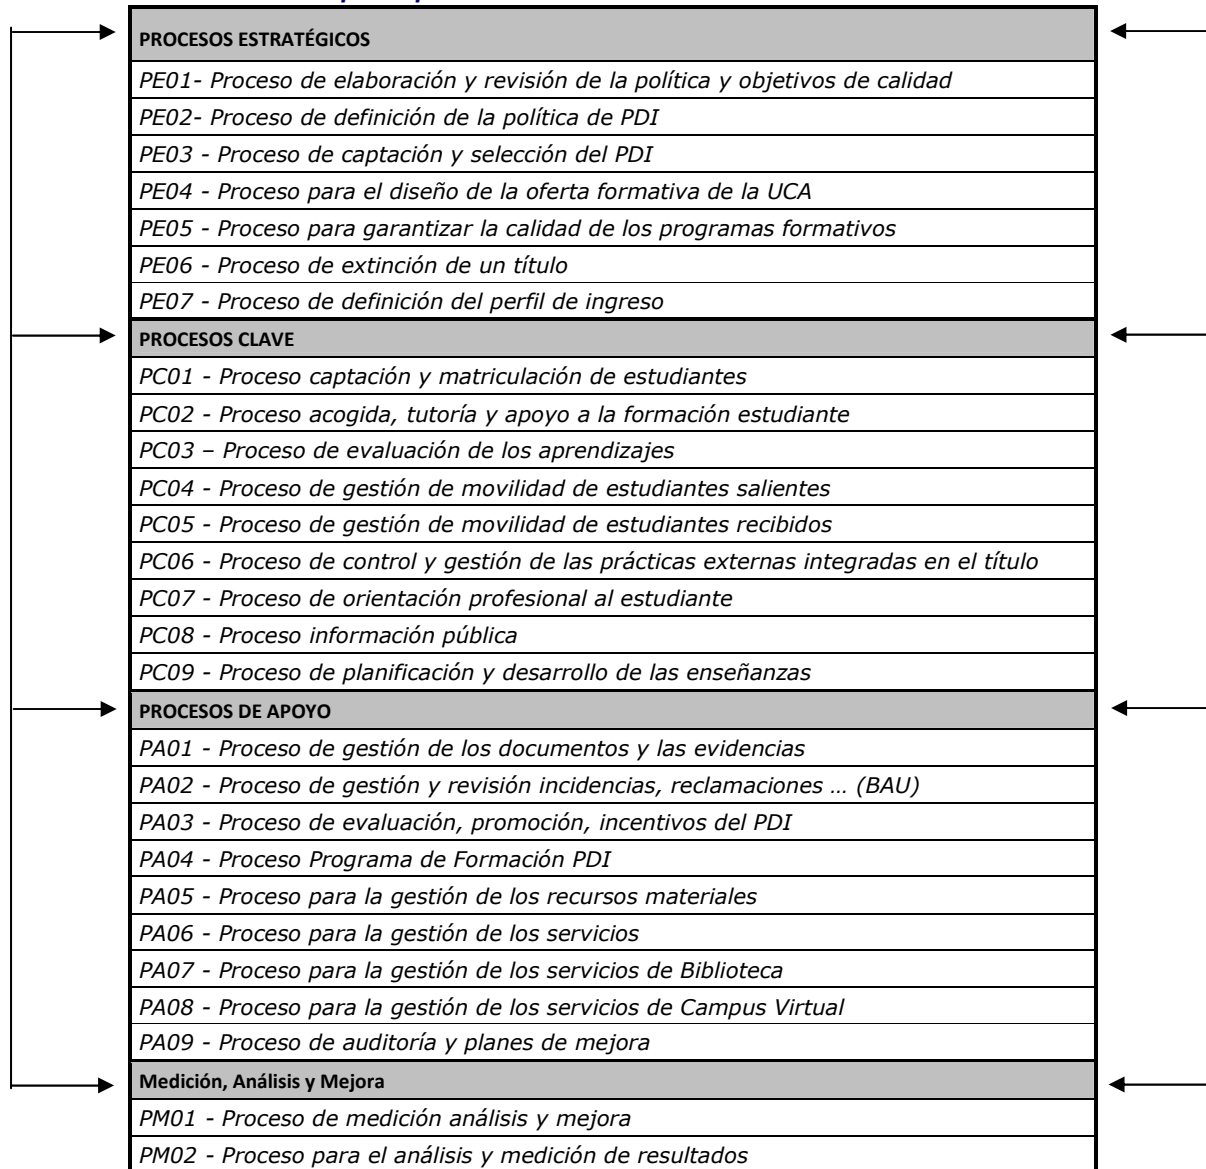 PROCESOS ESTRATÉGICOS
PE01- Proceso de elaboración y revisión de la política y objetivos de calidad
PE02- Proceso de definición de la política de PDI
PE03 - Proceso de captación y selección del PDI
PE04 - Proceso para el diseño de la oferta formativa de la UCA
PE05 - Proceso para garantizar la calidad de los programas formativos
PE06 - Proceso de extinción de un título
PE07 - Proceso de definición del perfil de ingreso
PROCESOS CLAVE
PC01 - Proceso captación y matriculación de estudiantes
PC02 - Proceso acogida, tutoría y apoyo a la formación estudiante
PC03 – Proceso de evaluación de los aprendizajes
PC04 - Proceso de gestión de movilidad de estudiantes salientes
PC05 - Proceso de gestión de movilidad de estudiantes recibidos
PC06 - Proceso de control y gestión de las prácticas externas integradas en el título
PC07 - Proceso de orientación profesional al estudiante
PC08 - Proceso información pública
PC09 - Proceso de planificación y desarrollo de las enseñanzas
PROCESOS DE APOYO
PA01 - Proceso de gestión de los documentos y las evidencias
PA02 - Proceso de gestión y revisión incidencias, reclamaciones … (BAU)
PA03 - Proceso de evaluación, promoción, incentivos del PDI
PA04 - Proceso Programa de Formación PDI
PA05 - Proceso para la gestión de los recursos materiales
PA06 - Proceso para la gestión de los servicios
PA07 - Proceso para la gestión de los servicios de Biblioteca
PA08 - Proceso para la gestión de los servicios de Campus Virtual
PA09 - Proceso de auditoría y planes de mejora
Medición, Análisis y Mejora
PM01 - Proceso de medición análisis y mejora
PM02 - Proceso para el análisis y medición de resultados